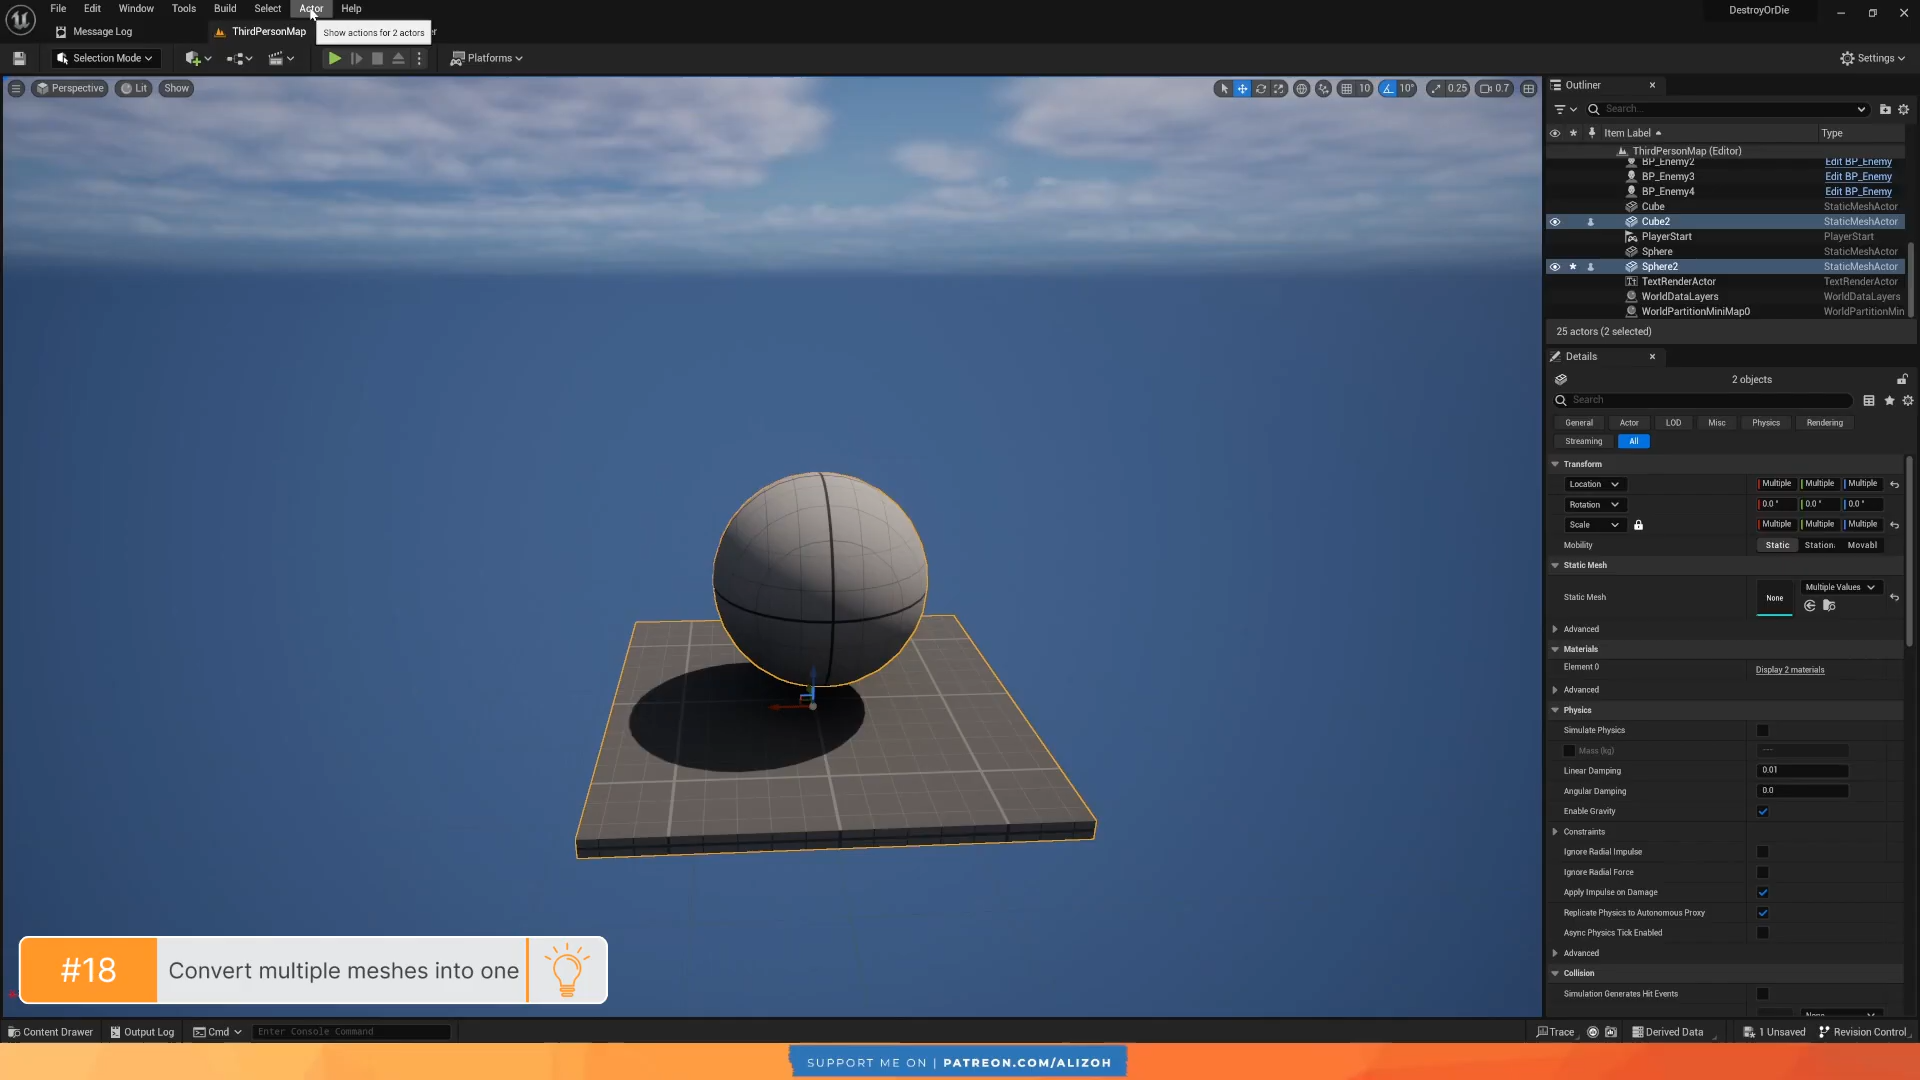 File Edit Window Tools Build Select Actor Help
DestroyOrDie
Message Log
ThirdPersonMap
Show actions for 2 actors
Selection Mode
Platforms
Settings
Perspective
Lit
Show
10
10°
0.25
0.7
Outliner
Search...
Item Label
Type
ThirdPersonMap (Editor)
BP_Enemy2 Edit BP_Enemy
BP_Enemy3 Edit BP_Enemy
BP_Enemy4 Edit BP_Enemy
Cube StaticMeshActor
Cube2 StaticMeshActor
PlayerStart PlayerStart
Sphere StaticMeshActor
Sphere2 StaticMeshActor
TextRenderActor TextRenderActor
WorldDataLayers WorldDataLayers
WorldPartitionMiniMap0 WorldPartitionMin
25 actors (2 selected)
Details
2 objects
Search
General Actor LOD Misc Physics Rendering
Streaming All
Transform
Location Multiple Multiple Multiple
Rotation 0.0° 0.0° 0.0°
Scale Multiple Multiple Multiple
Mobility Static Station Movabl
Static Mesh
Static Mesh None Multiple Values
Advanced
Materials
Element 0 Display 2 materials
Advanced
Physics
Simulate Physics
Mass (kg)
Linear Damping 0.01
Angular Damping 0.0
Enable Gravity
Constraints
Ignore Radial Impulse
Ignore Radial Force
Apply Impulse on Damage
Replicate Physics to Autonomous Proxy
Async Physics Tick Enabled
Advanced
Collision
Simulation Generates Hit Events
#18 Convert multiple meshes into one
Content Drawer Output Log Cmd Enter Console Command
Trace Derived Data 1 Unsaved Revision Control
SUPPORT ME ON | PATREON.COM/ALIZOH